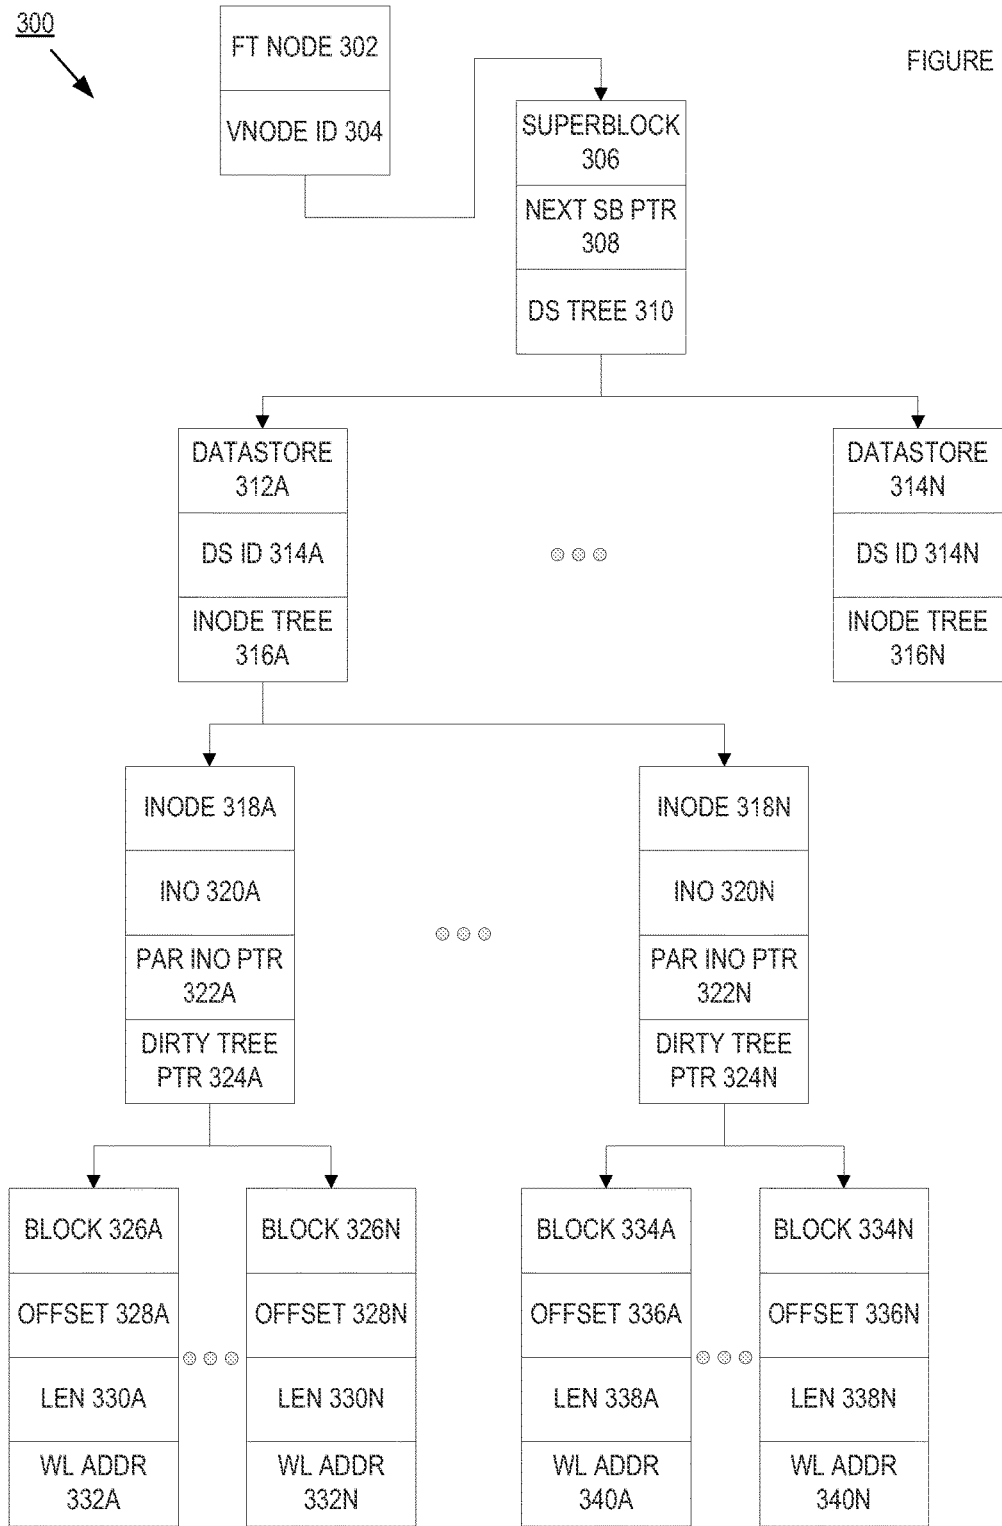 300
FT NODE 302
FIGURE
VNODE ID 304
SUPERBLOCK
306
NEXT SB PTR
308
DS TREE 310
DATASTORE
312A
DS ID 314A
INODE TREE
316A
DATASTORE
314N
DS ID 314N
INODE TREE
316N
INODE 318A
INO 320A
PAR INO PTR
322A
DIRTY TREE
PTR 324A
INODE 318N
INO 320N
PAR INO PTR
322N
DIRTY TREE
PTR 324N
BLOCK 326A
OFFSET 328A
LEN 330A
WL ADDR
332A
BLOCK 326N
OFFSET 328N
LEN 330N
WL ADDR
332N
BLOCK 334A
OFFSET 336A
LEN 338A
WL ADDR
340A
BLOCK 334N
OFFSET 336N
LEN 338N
WL ADDR
340N